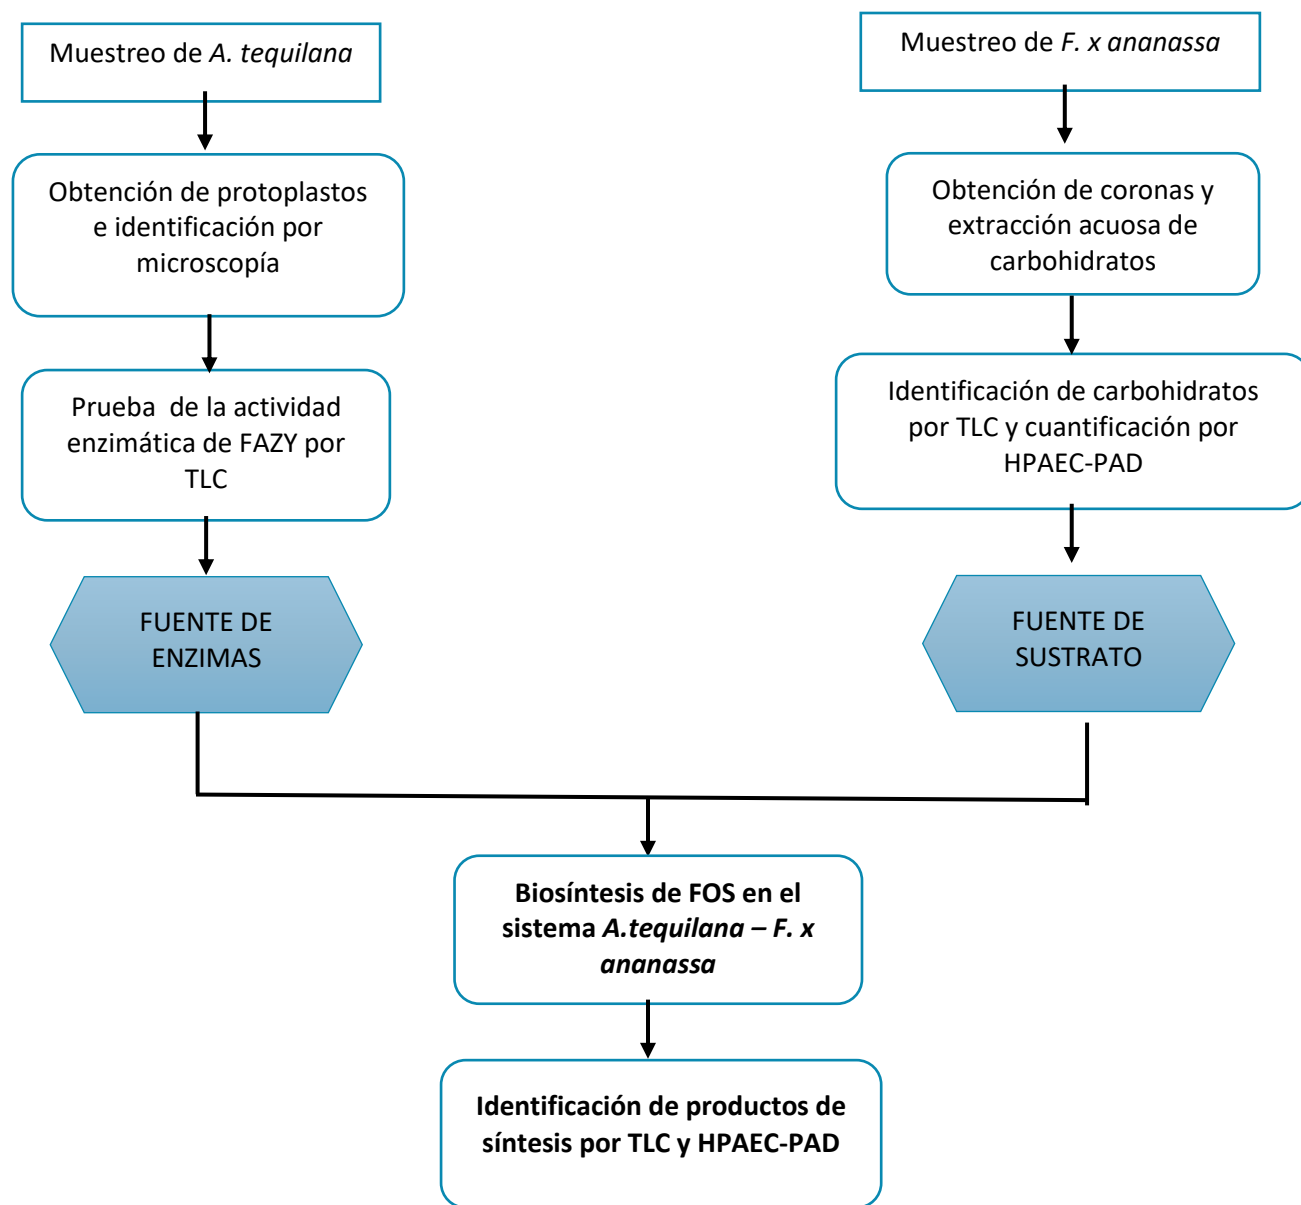 Muestreo de A. tequilana
Muestreo de F. x ananassa
Obtención de protoplastos
e identificación por
microscopía
Obtención de coronas y
extracción acuosa de
carbohidratos
Prueba  de la actividad
enzimática de FAZY por
TLC
Identificación de carbohidratos
por TLC y cuantificación por
HPAEC-PAD
FUENTE DE
ENZIMAS
FUENTE DE
SUSTRATO
Biosíntesis de FOS en el
sistema A.tequilana – F. x
ananassa
Identificación de productos de
síntesis por TLC y HPAEC-PAD